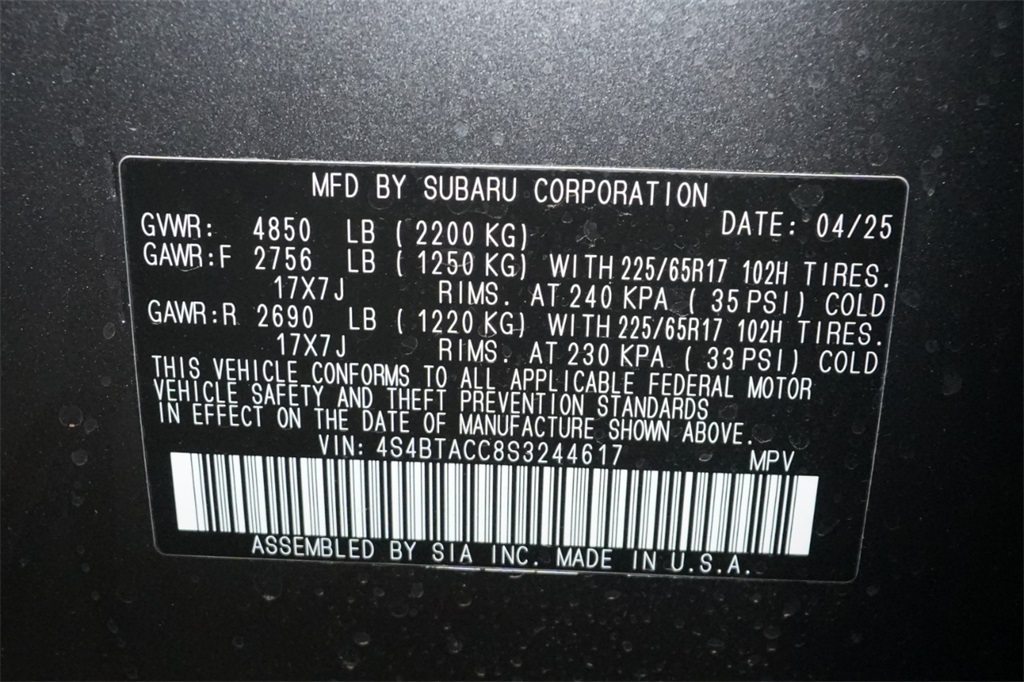 MFD BY SUBARU CORPORATION
DATE: 04/25
GVWR: 4850 LB ( 2200 KG)
GAWR:F 2756 LB ( 1250 KG) WITH 225/65R17 102H TIRES.
17X7J RIMS. AT 240 KPA. ( 35 PSI) COLD
GAWR:R 2690 LB ( 1220 KG) WITH 225/65R17 102H TIRES.
17X7J RIMS. AT 230 KPA. ( 33 PSI) COLD
THIS VEHICLE CONFORMS TO ALL APPLICABLE FEDERAL MOTOR
VEHICLE SAFETY AND THEFT PREVENTION STANDARDS
IN EFFECT ON THE DATE OF MANUFACTURE SHOWN ABOVE.
VIN: 4S4BTACC8S3244617 MPV
ASSEMBLED BY SIA INC. MADE IN U.S.A.